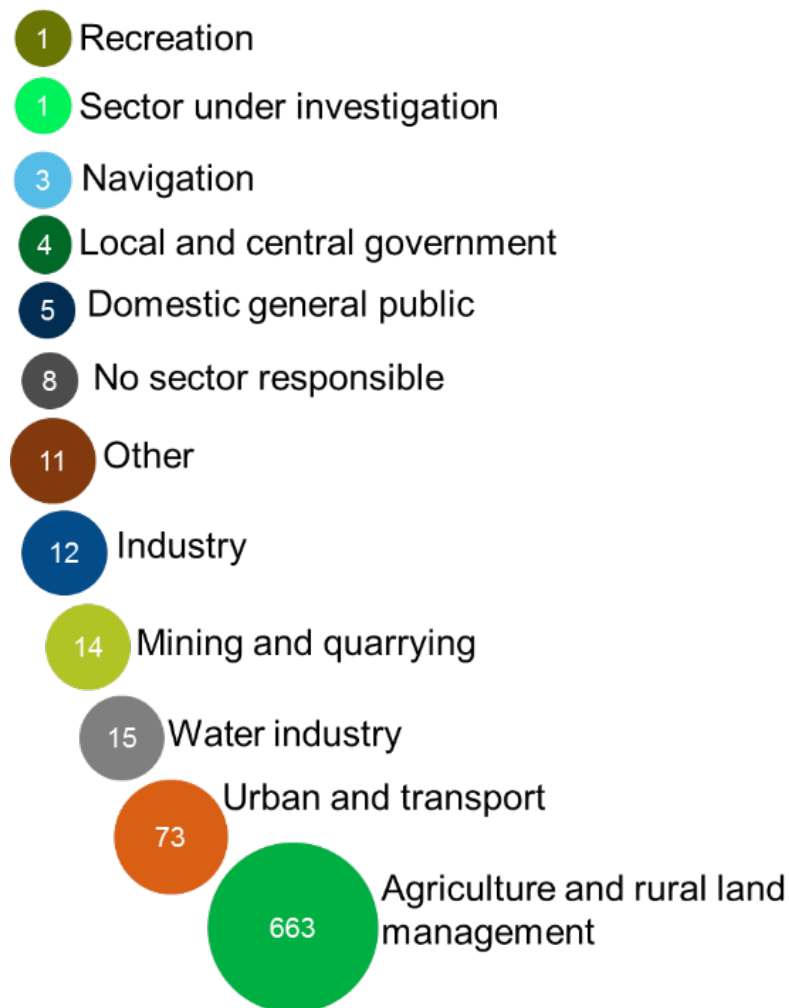 1 Recreation
1 Sector under investigation
3 Navigation
4 Local and central government
5 Domestic general public
8 No sector responsible
11 Other
12 Industry
14 Mining and quarrying
15 Water industry
Urban and transport
73
Agriculture and rural land
663 management